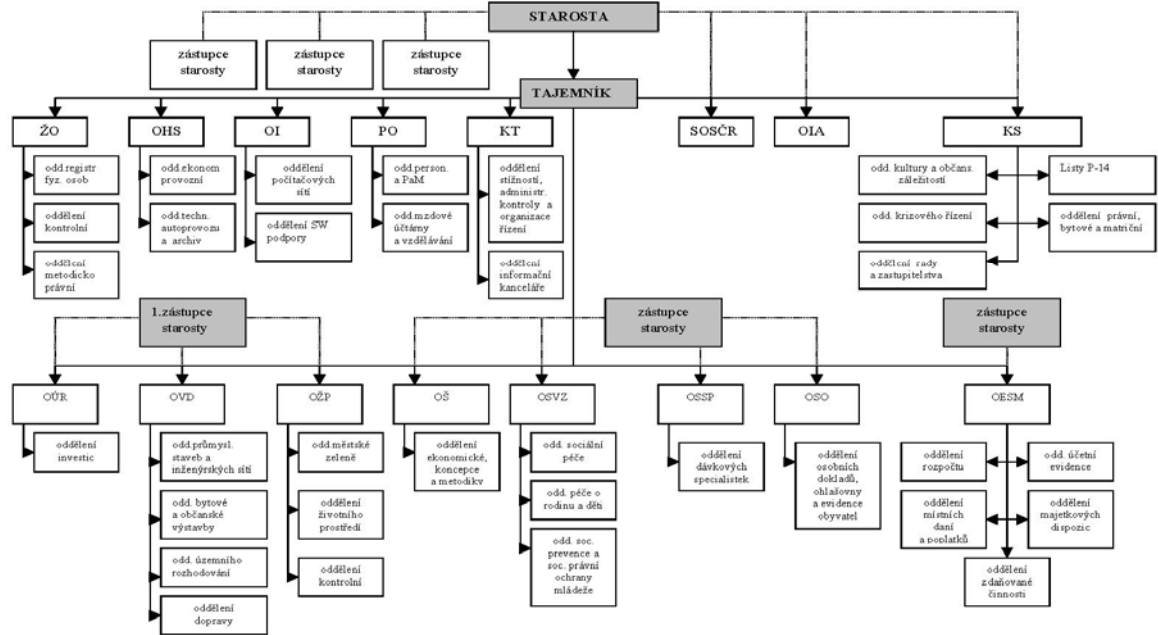 STAROSTA
zástupce
starosty
zástupce
starosty
zástupce
starosty
TAJEMNÍK
ŽO
OHS
OI
PO
KT
SOSČR
OIA
KS
odd.registr
fyz. osob
oddělení
kontrolní
oddělení
metodicko
právní
odd.ekonom
provozní
odd.techn.
autoprovozu
a archiv
oddělení
počítačových
sítí
oddělení SW
podpory
odd.person.
a PaM
odd.mzdové
účtárny
a vzdělávání
oddělení
stížností,
administr.
kontroly a
organizace
řízení
oddělení
informační
kanceláře
odd. kultury a občans.
záležitostí
Listy P-14
odd. krizového řízení
oddělení právní,
bytové a matriční
oddělení rady
a zastupitelstva
1.zástupce
starosty
zástupce
starosty
zástupce
starosty
OÚR
OVD
OŽP
OŠ
OSVZ
OSSP
OSO
OESM
oddělení
investic
odd.průmysl.
staveb a
inženýrských sítí
odd. bytové
a občanské
výstavby
odd. územního
rozhodování
oddělení
dopravy
odd.městské
zeleně
oddělení
životního
prostředí
oddělení
kontrolní
oddělení
ekonomické,
koncepce
a metodiky
odd. sociální
péče
odd. péče o
rodinu a děti
odd. soc.
prevence a
soc. právní
ochrany
mládeže
oddělení
dávkových
specialistek
oddělení
osobních
dokladů,
ohlašovny
a evidence
obyvatel
oddělení
rozpočtu
odd. účetní
evidence
oddělení
místních
daní
a poplatků
oddělení
majetkových
dispozic
oddělení
zdaňované
činnosti